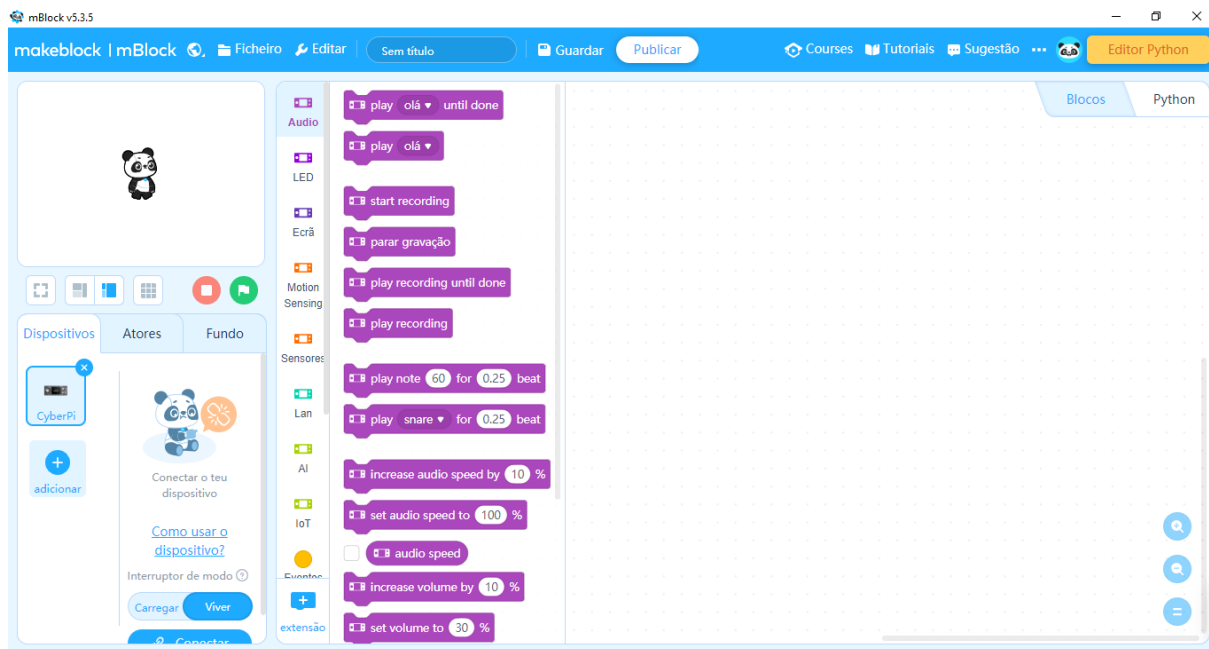 mBlock v5.3.5
makeblock | mBlock Ficheiro Editar Sem título Guardar Publicar Courses Tutoriais Sugestão Editor Python
Blocos Python
Audio
LED
Ecrã
Motion
Sensing
Sensores
Lan
AI
IoT
Eventos
extensão
play olá until done
play olá
start recording
parar gravação
play recording until done
play recording
play note 60 for 0.25 beat
play snare for 0.25 beat
increase audio speed by 10 %
set audio speed to 100 %
audio speed
increase volume by 10 %
set volume to 30 %
Dispositivos Atores Fundo
CyberPi
adicionar
Conectar o teu
dispositivo
Como usar o
dispositivo?
Interruptor de modo
Carregar Viver
Conectar